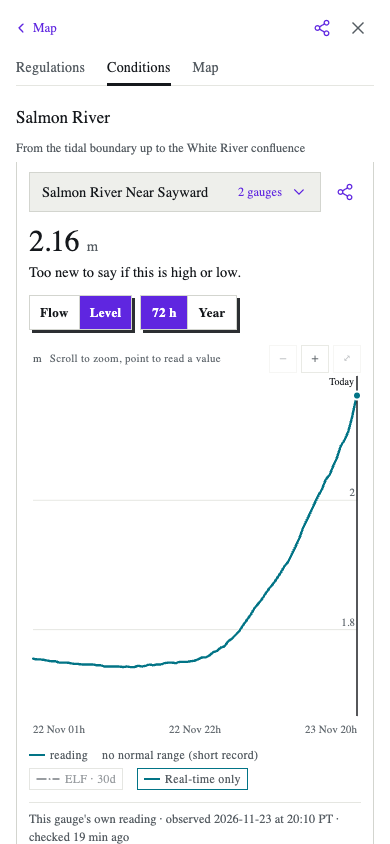 Map
Regulations Conditions Map
Salmon River
From the tidal boundary up to the White River confluence
Salmon River Near Sayward 2 gauges
2.16 m
Too new to say if this is high or low.
Flow Level 72 h Year
m Scroll to zoom, point to read a value − +
Today
2
1.8
22 Nov 01h 22 Nov 22h 23 Nov 20h
reading no normal range (short record)
ELF · 30d Real-time only
This gauge's own reading · observed 2026-11-23 at 20:10 PT ·
checked 19 min ago